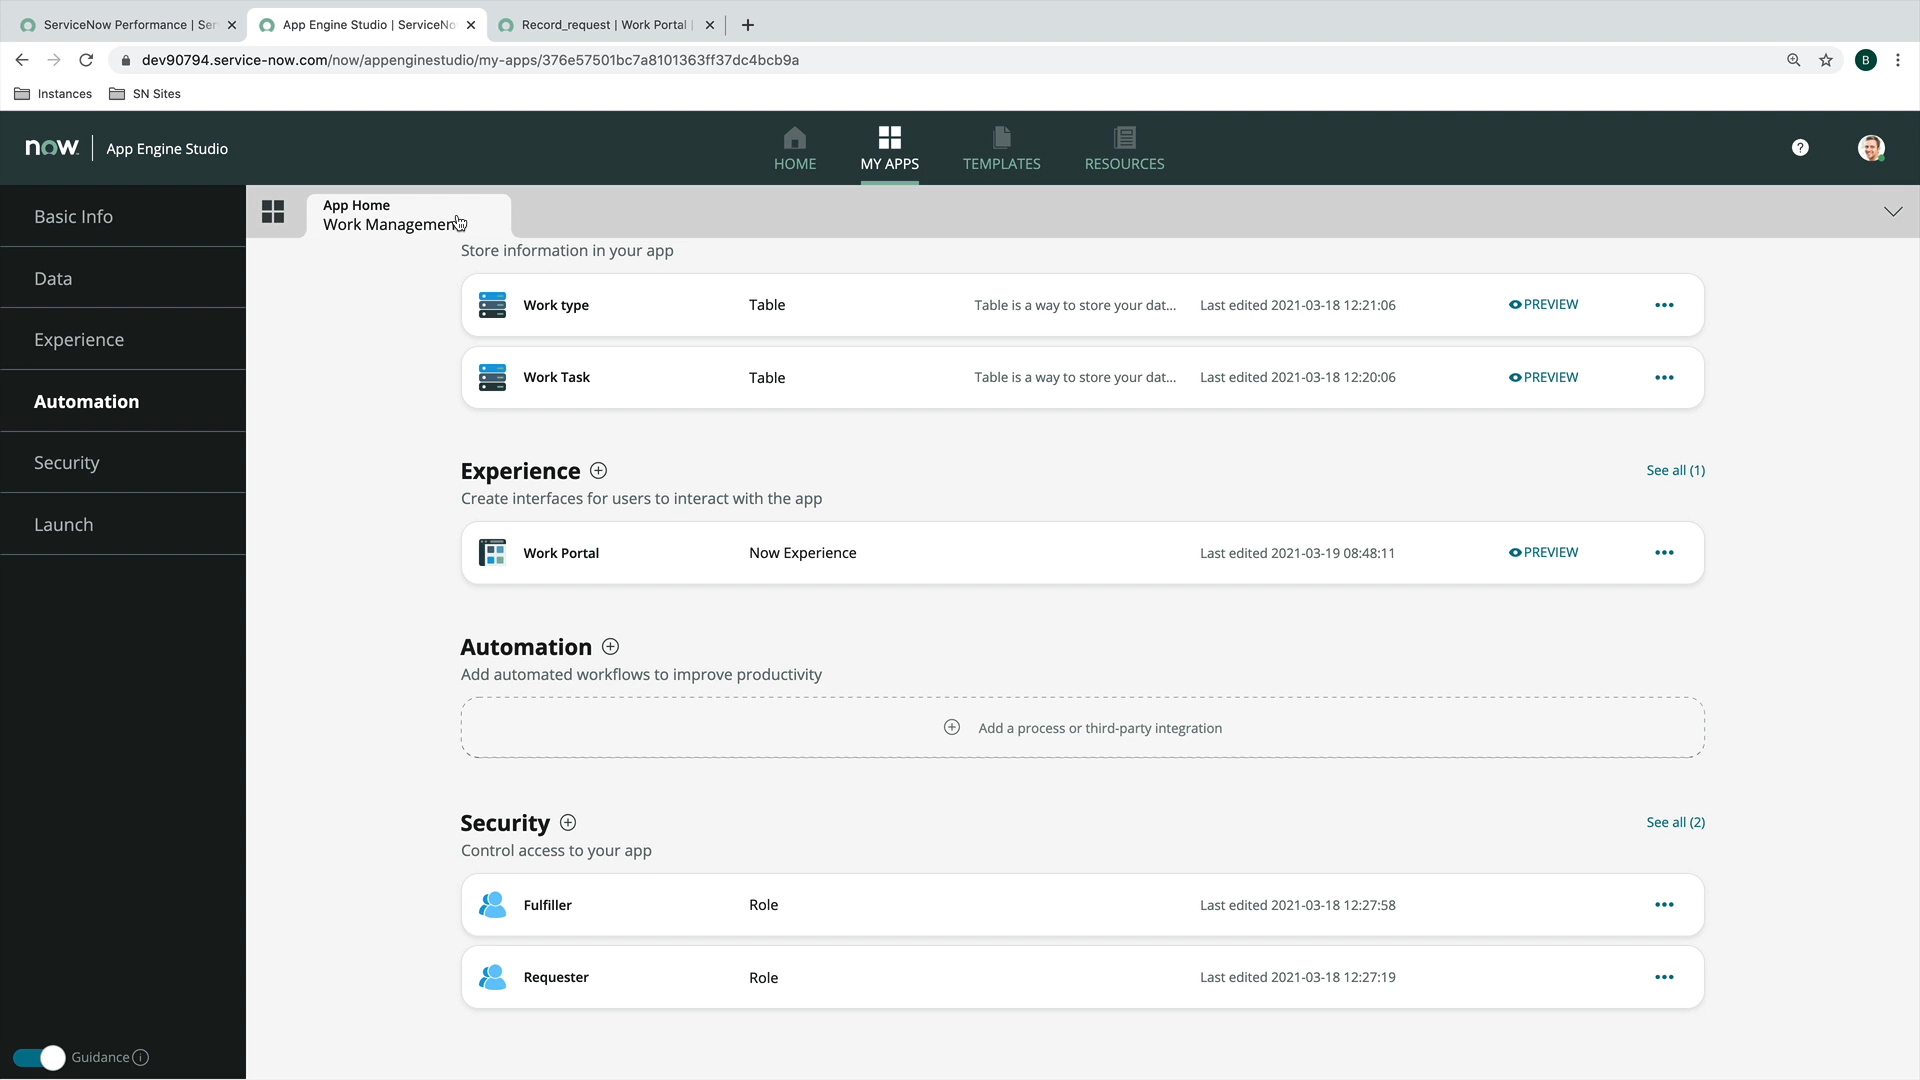 ServiceNow Performance | Ser
App Engine Studio | ServiceNo
Record_request | Work Portal |
dev90794.service-now.com/now/appenginestudio/my-apps/376e57501bc7a8101363ff37dc4bcb9a
B
Instances
SN Sites
now.
App Engine Studio
HOME
MY APPS
TEMPLATES
RESOURCES
?
Basic Info
Data
Experience
Automation
Security
Launch
Guidance
App Home
Work Management
Store information in your app
Work type Table Table is a way to store your dat... Last edited 2021-03-18 12:21:06 PREVIEW
Work Task Table Table is a way to store your dat... Last edited 2021-03-18 12:20:06 PREVIEW
Experience See all (1)
Create interfaces for users to interact with the app
Work Portal Now Experience Last edited 2021-03-19 08:48:11 PREVIEW
Automation
Add automated workflows to improve productivity
Add a process or third-party integration
Security See all (2)
Control access to your app
Fulfiller Role Last edited 2021-03-18 12:27:58
Requester Role Last edited 2021-03-18 12:27:19